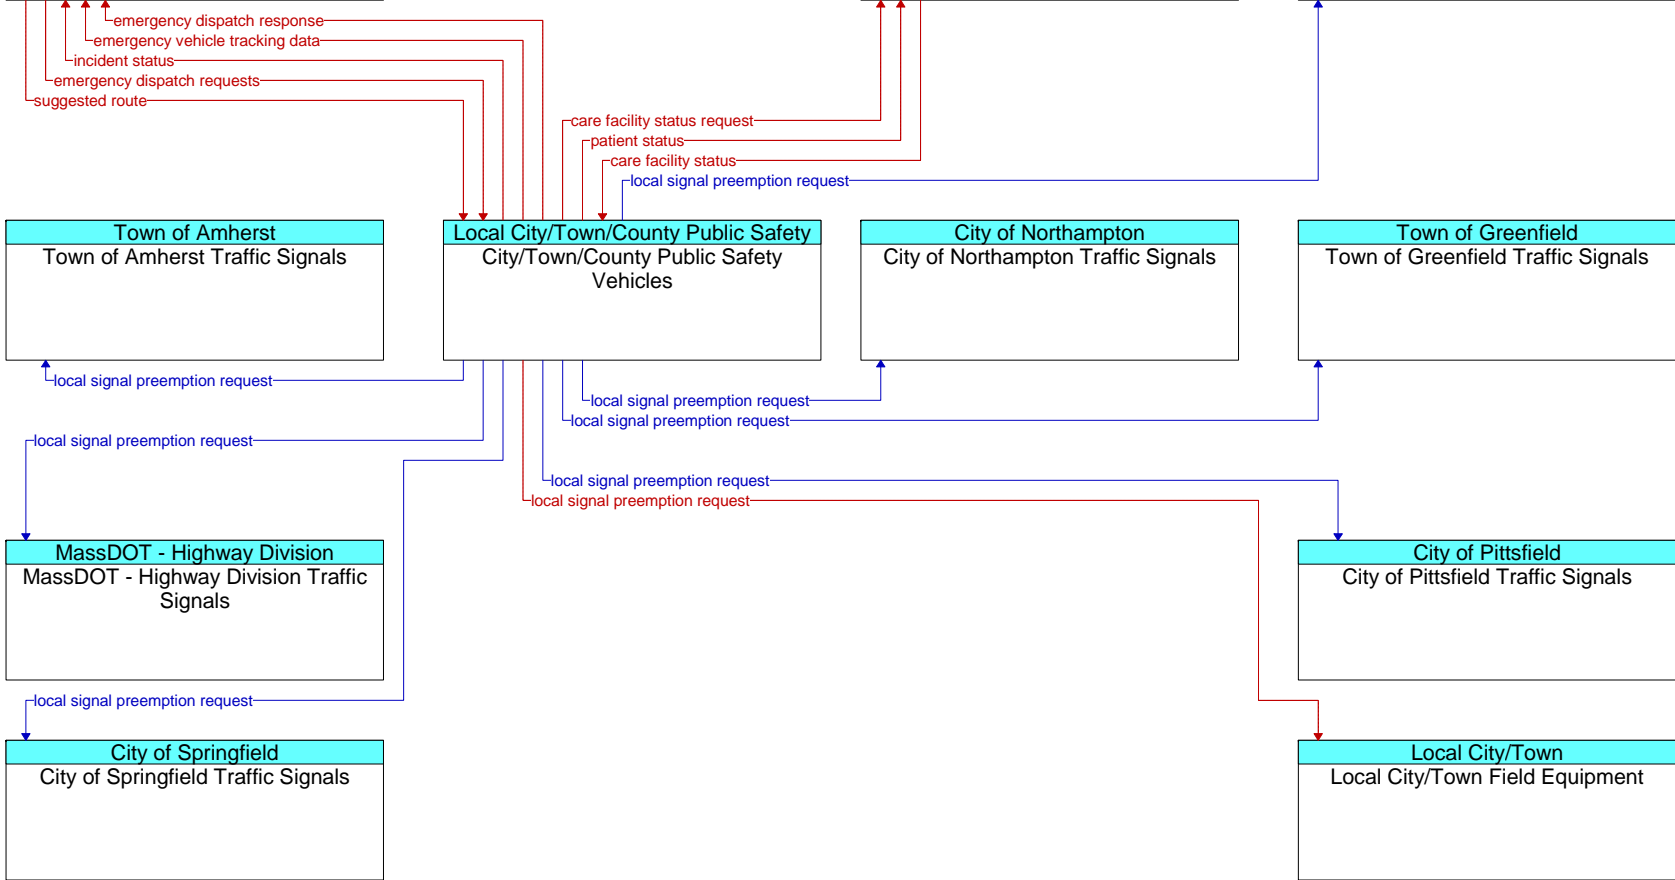 emergency dispatch response
emergency vehicle tracking data
incident status
emergency dispatch requests
suggested route
care facility status request
patient status
care facility status
local signal preemption request
Town of Amherst
Town of Amherst Traffic Signals
Local City/Town/County Public Safety
City/Town/County Public Safety
Vehicles
City of Northampton
City of Northampton Traffic Signals
Town of Greenfield
Town of Greenfield Traffic Signals
local signal preemption request
local signal preemption request
local signal preemption request
local signal preemption request
local signal preemption request
local signal preemption request
MassDOT - Highway Division
MassDOT - Highway Division Traffic
Signals
City of Pittsfield
City of Pittsfield Traffic Signals
local signal preemption request
City of Springfield
City of Springfield Traffic Signals
Local City/Town
Local City/Town Field Equipment